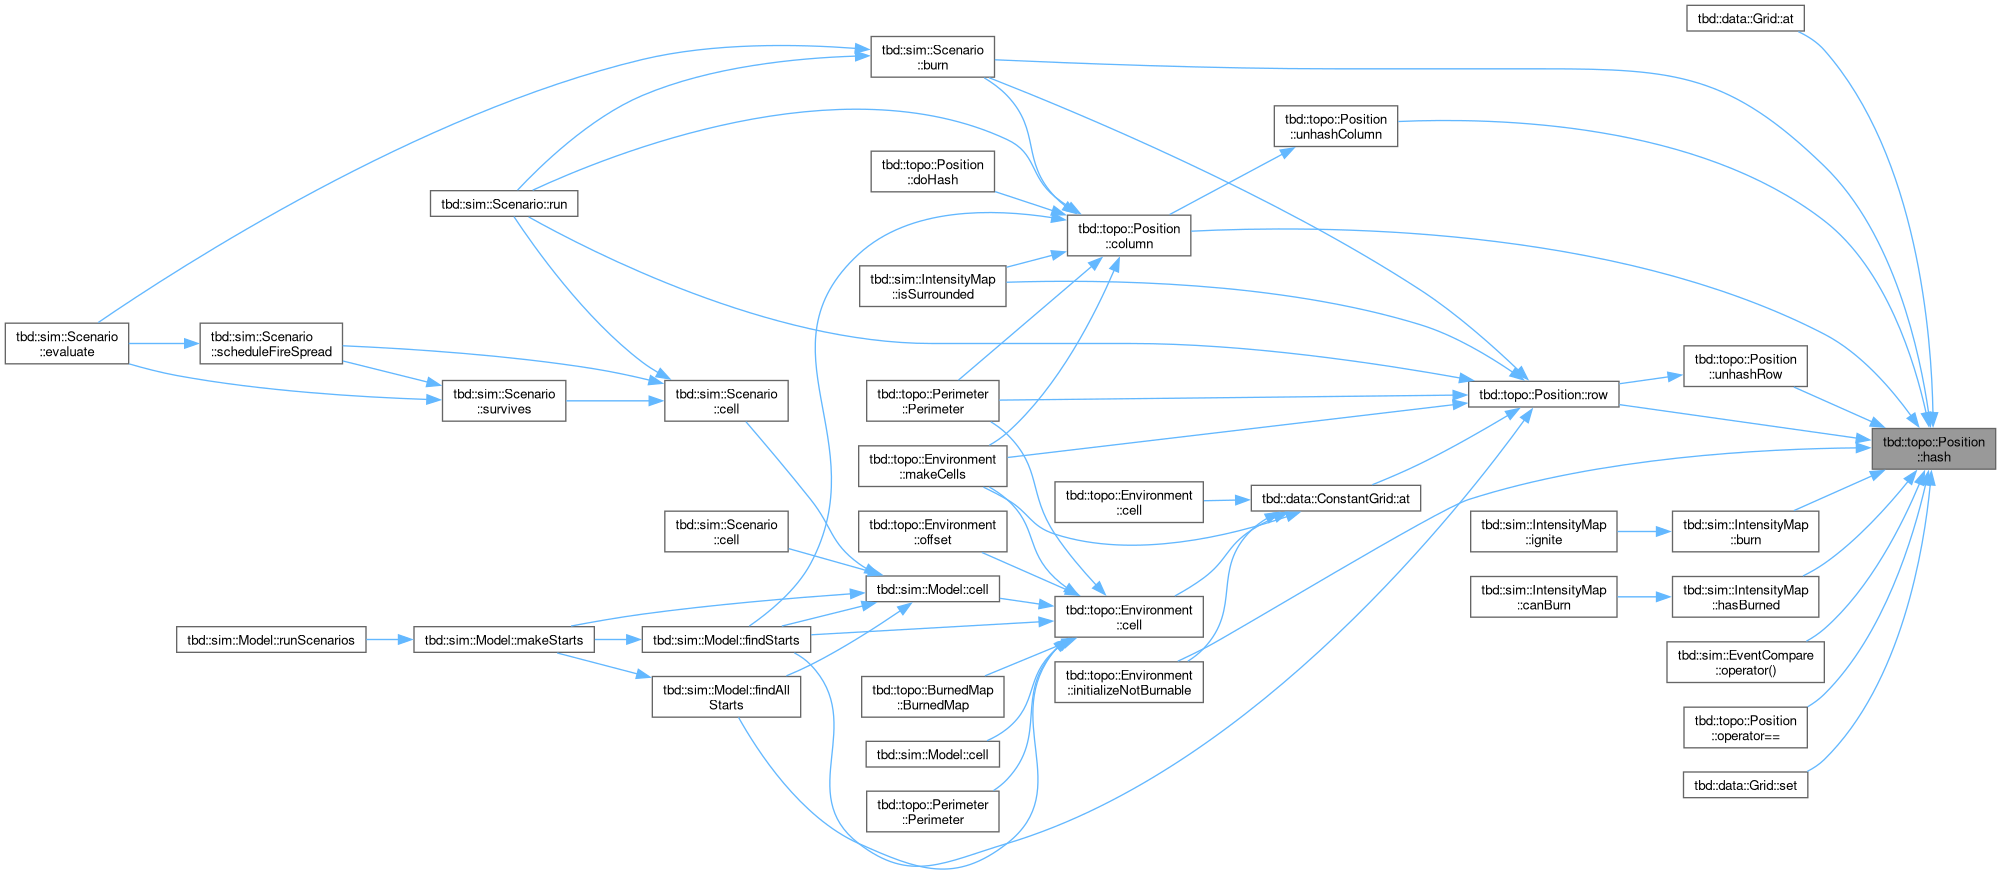 tbd::data::Grid::at
tbd::sim::Scenario
::burn
tbd::topo::Position
::unhashColumn
tbd::topo::Position
::doHash
tbd::sim::Scenario::run
tbd::topo::Position
::column
tbd::sim::IntensityMap
::isSurrounded
tbd::sim::Scenario
::evaluate
tbd::sim::Scenario
::scheduleFireSpread
tbd::topo::Position
::unhashRow
tbd::sim::Scenario
::survives
tbd::sim::Scenario
::cell
tbd::topo::Perimeter
::Perimeter
tbd::topo::Position::row
tbd::topo::Position
::hash
tbd::topo::Environment
::makeCells
tbd::topo::Environment
::cell
tbd::data::ConstantGrid::at
tbd::sim::Scenario
::cell
tbd::topo::Environment
::offset
tbd::sim::IntensityMap
::ignite
tbd::sim::IntensityMap
::burn
tbd::sim::Model::cell
tbd::topo::Environment
::cell
tbd::sim::IntensityMap
::canBurn
tbd::sim::IntensityMap
::hasBurned
tbd::sim::Model::runScenarios
tbd::sim::Model::makeStarts
tbd::sim::Model::findStarts
tbd::sim::EventCompare
::operator()
tbd::topo::Environment
::initializeNotBurnable
tbd::sim::Model::findAll
Starts
tbd::topo::BurnedMap
::BurnedMap
tbd::topo::Position
::operator==
tbd::sim::Model::cell
tbd::data::Grid::set
tbd::topo::Perimeter
::Perimeter